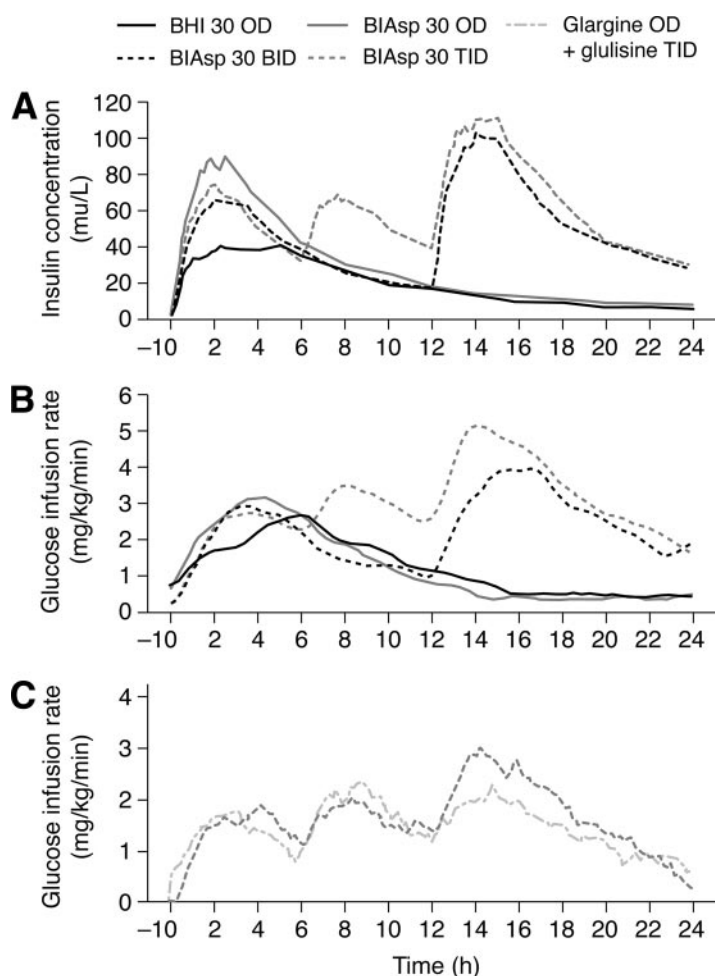 BHI 30 OD BIAsp 30 OD Glargine OD
BIAsp 30 BID BIAsp 30 TID + glulisine TID
A
Insulin concentration
(mu/L)
120
100
80
60
40
20
0
–10 2 4 6 8 10 12 14 16 18 20 22 24
B
Glucose infusion rate
(mg/kg/min)
6
5
4
3
2
1
0
–10 2 4 6 8 10 12 14 16 18 20 22 24
C
Glucose infusion rate
(mg/kg/min)
4
3
2
1
0
–10 2 4 6 8 10 12 14 16 18 20 22 24
Time (h)